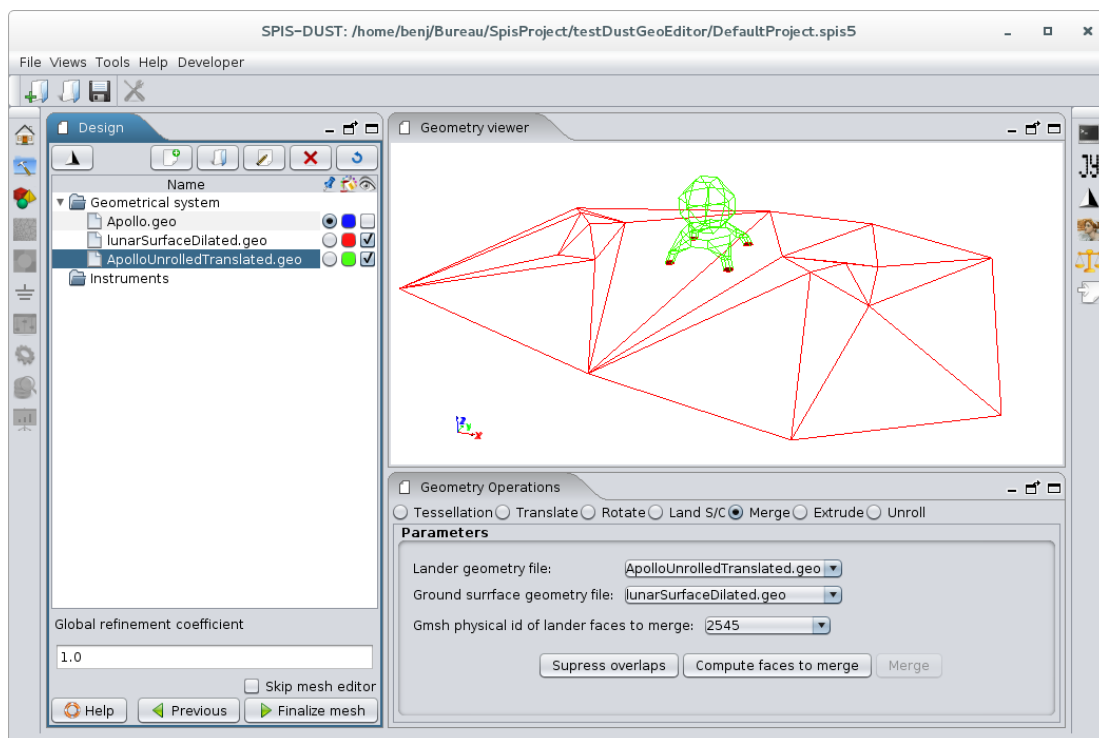 SPIS-DUST: /home/benj/Bureau/SpisProject/testDustGeoEditor/DefaultProject.spis5
File Views Tools Help Developer
Design
Geometry viewer
Name
Geometrical system
Apollo.geo
lunarSurfaceDilated.geo
ApolloUnrolledTranslated.geo
Instruments
Z
Y
X
JY
Geometry Operations
Tessellation Translate Rotate Land S/C Merge Extrude Unroll
Parameters
Lander geometry file: ApolloUnrolledTranslated.geo
Ground surrface geometry file: lunarSurfaceDilated.geo
Gmsh physical id of lander faces to merge: 2545
Supress overlaps Compute faces to merge Merge
Global refinement coefficient
1.0
Skip mesh editor
Help Previous Finalize mesh